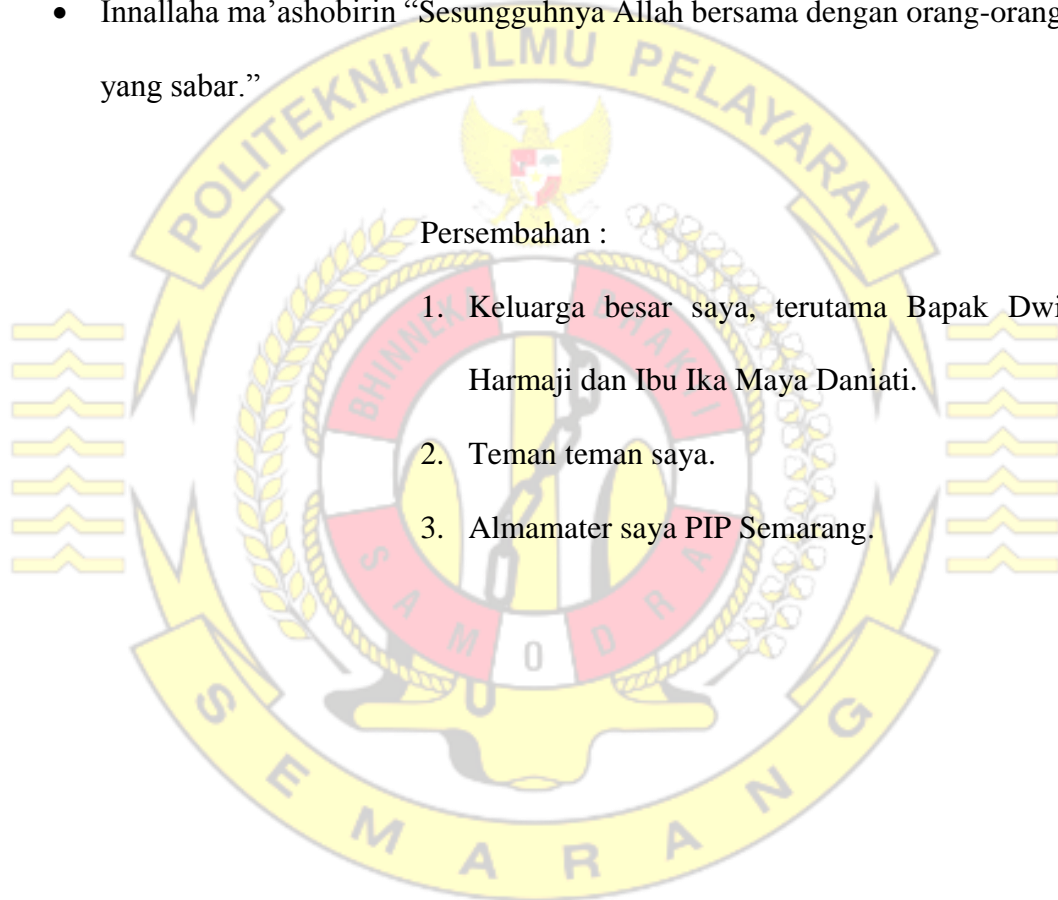 • Innallaha ma’ashobirin “Sesungguhnya Allah bersama dengan orang-orang
yang sabar.”
POLITEKNIK ILMU PELAYARAN
Persembahan :
1. Keluarga besar saya, terutama Bapak Dwi
Harmaji dan Ibu Ika Maya Daniati.
2. Teman teman saya.
3. Almamater saya PIP Semarang.
BHINNEKA BHAKTI
SAMODRA
SEMARANG